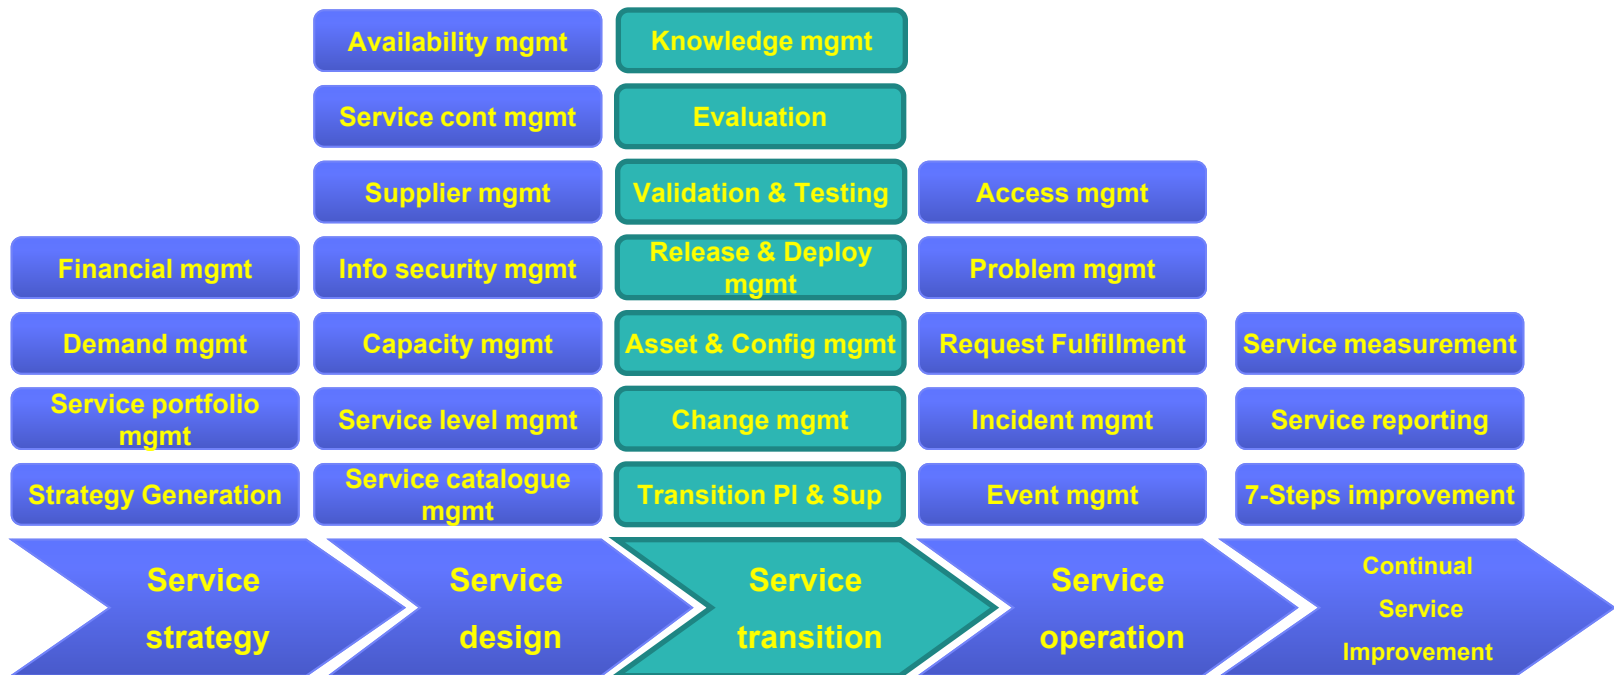 Availability mgmt
Knowledge mgmt
Service cont mgmt
Evaluation
Supplier mgmt
Validation & Testing
Access mgmt
Financial mgmt
Info security mgmt
Release & Deploy
mgmt
Problem mgmt
Demand mgmt
Capacity mgmt
Asset & Config mgmt
Request Fulfillment
Service measurement
Service portfolio
mgmt
Service level mgmt
Change mgmt
Incident mgmt
Service reporting
Strategy Generation
Service catalogue
mgmt
Transition Pl & Sup
Event mgmt
7-Steps improvement
Service
strategy
Service
design
Service
transition
Service
operation
Continual
Service
Improvement